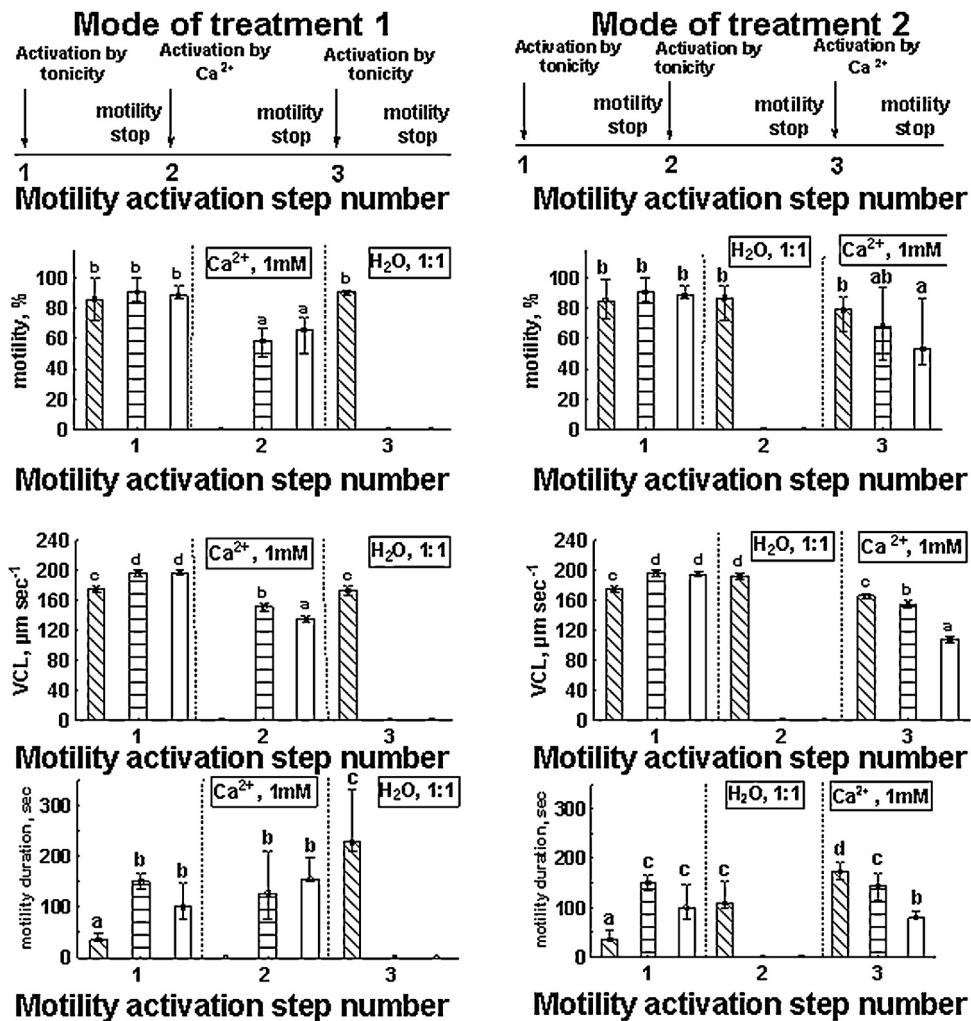 Mode of treatment 1
Activation by
tonicity
Activation by
Ca 2+
Activation by
tonicity
motility
stop
motility
stop
motility
stop
1 2 3
Motility activation step number
Ca2+, 1mM
H2O, 1:1
motility, %
100
80
60
40
20
0
b b b a a b
1 2 3
Motility activation step number
Ca2+, 1mM
H2O, 1:1
VCL, µm sec-1
240
200
160
120
80
40
0
c d d b a c
1 2 3
Motility activation step number
Ca2+, 1mM
H2O, 1:1
motility duration, sec
300
200
100
0
a b b b b c
1 2 3
Motility activation step number
Mode of treatment 2
Activation by
tonicity
Activation by
tonicity
Activation by
Ca 2+
motility
stop
motility
stop
motility
stop
1 2 3
Motility activation step number
H2O, 1:1
Ca2+, 1mM
motility, %
100
80
60
40
20
0
b b b b b ab a
1 2 3
Motility activation step number
H2O, 1:1
Ca2+, 1mM
VCL, µm sec-1
240
200
160
120
80
40
0
c d d d c b a
1 2 3
Motility activation step number
H2O, 1:1
Ca2+, 1mM
motility duration, sec
300
200
100
0
a c c c d c b
1 2 3
Motility activation step number